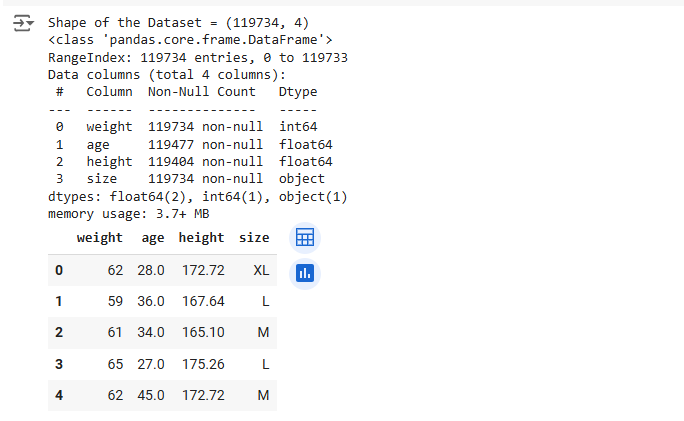 Shape of the Dataset = (119734, 4)
<class 'pandas.core.frame.DataFrame'>
RangeIndex: 119734 entries, 0 to 119733
Data columns (total 4 columns):
 #   Column  Non-Null Count   Dtype
---  ------  --------------   -----
 0   weight  119734 non-null  int64
 1   age     119477 non-null  float64
 2   height  119404 non-null  float64
 3   size    119734 non-null  object
dtypes: float64(2), int64(1), object(1)
memory usage: 3.7+ MB
weight age height size
0 62 28.0 172.72 XL
1 59 36.0 167.64 L
2 61 34.0 165.10 M
3 65 27.0 175.26 L
4 62 45.0 172.72 M